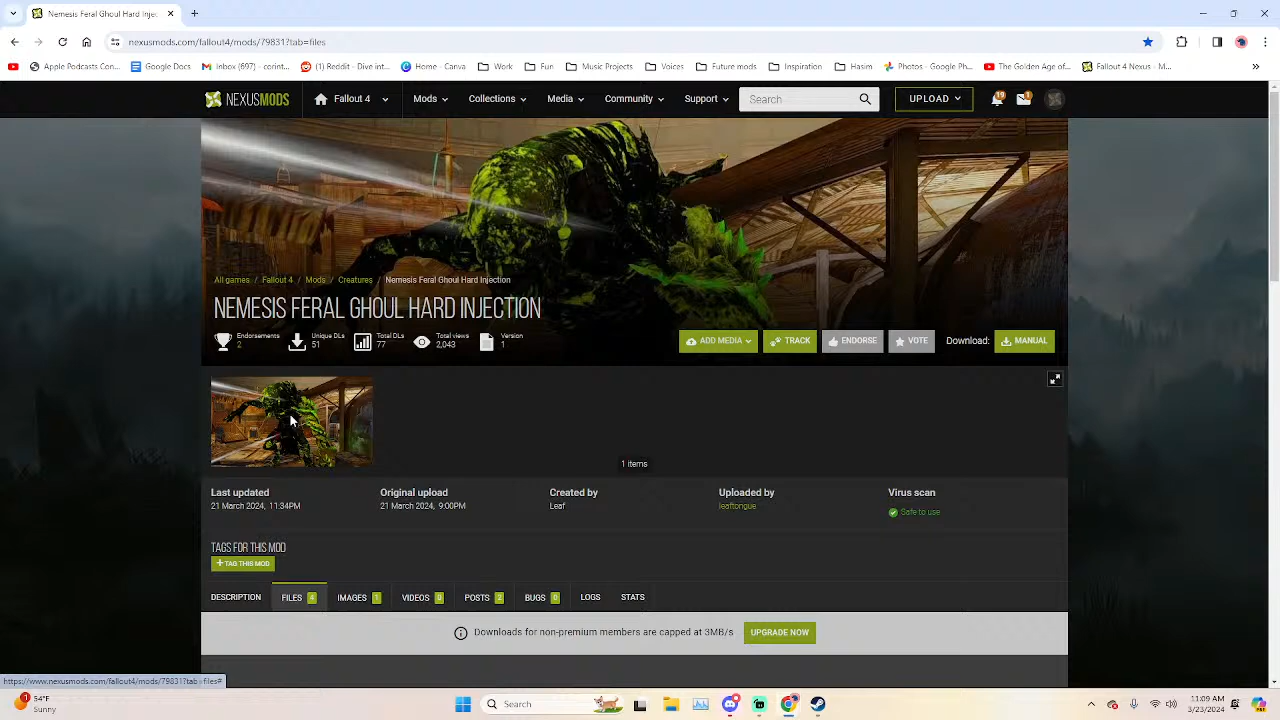 Nemesis Feral Ghoul Hard Injec
nexusmods.com/fallout4/mods/79831?tab=files
Apple Podcasts Con... Google Docs Inbox (697) - corion... (1) Reddit - Dive int... Home - Canva Work Fun Music Projects Voices Future mods Inspiration Hasim Photos - Google Ph... The Golden Age of... Fallout 4 Nexus - M...
NEXUSMODS Fallout 4 Mods Collections Media Community Support Search UPLOAD 19 1
All games / Fallout 4 / Mods / Creatures / Nemesis Feral Ghoul Hard Injection
NEMESIS FERAL GHOUL HARD INJECTION
Endorsements Unique DLs Total DLs Total views Version
2 51 77 2,043 1
ADD MEDIA TRACK ENDORSE VOTE Download: MANUAL
1 items
Last updated Original upload Created by Uploaded by Virus scan
21 March 2024, 11:34PM 21 March 2024, 9:00PM Leaf leaftongue Safe to use
TAGS FOR THIS MOD
+ TAG THIS MOD
DESCRIPTION FILES 4 IMAGES 1 VIDEOS 0 POSTS 2 BUGS 0 LOGS STATS
Downloads for non-premium members are capped at 3MB/s UPGRADE NOW
https://www.nexusmods.com/fallout4/mods/79831?tab=files#
54°F
Sunny
Search
11:09 AM
3/23/2024